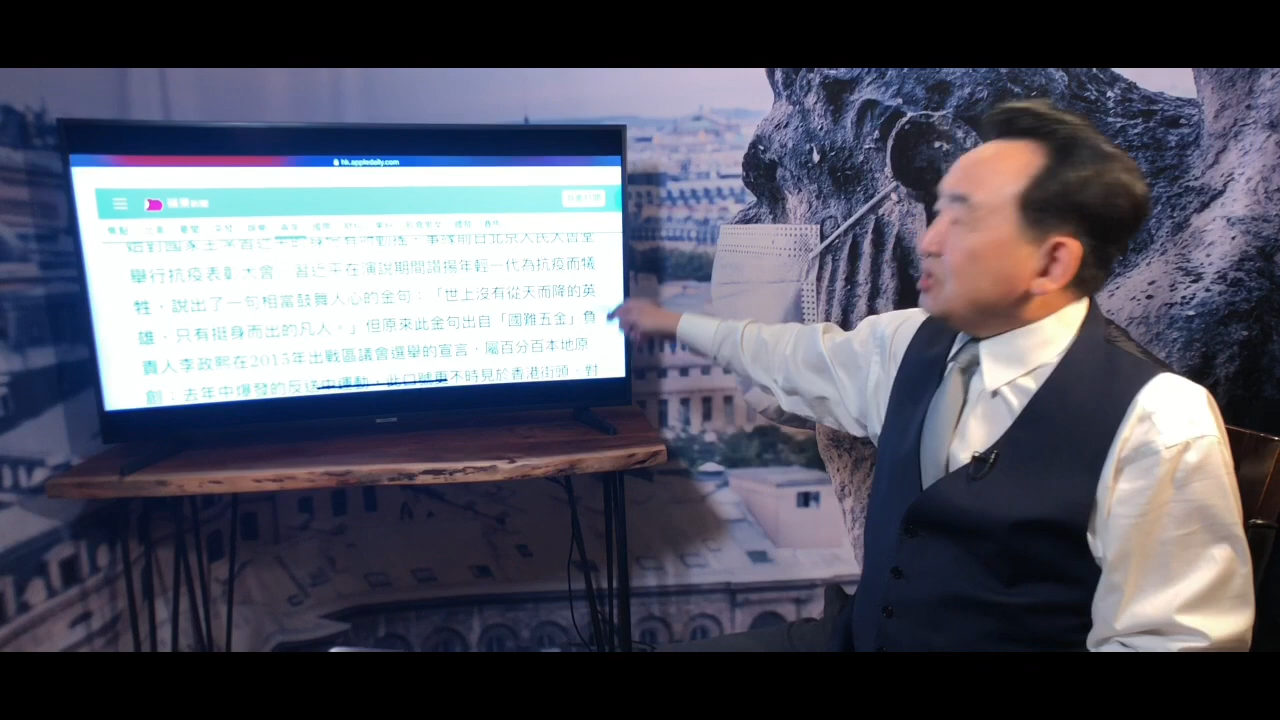 hk.appledaily.com
蘋果新聞
舉行抗疫表彰大會，習近平在演說期間讚揚年輕一代為抗疫而犧
牲，說出了一句相當鼓舞人心的金句：「世上沒有從天而降的英
雄，只有挺身而出的凡人。」但原來此金句出自「國難五金」負
責人李政熙在2015年出戰區議會選舉的宣言，屬百分百本地原
創；去年中爆發的反送中運動，此口號更不時見於香港街頭，對